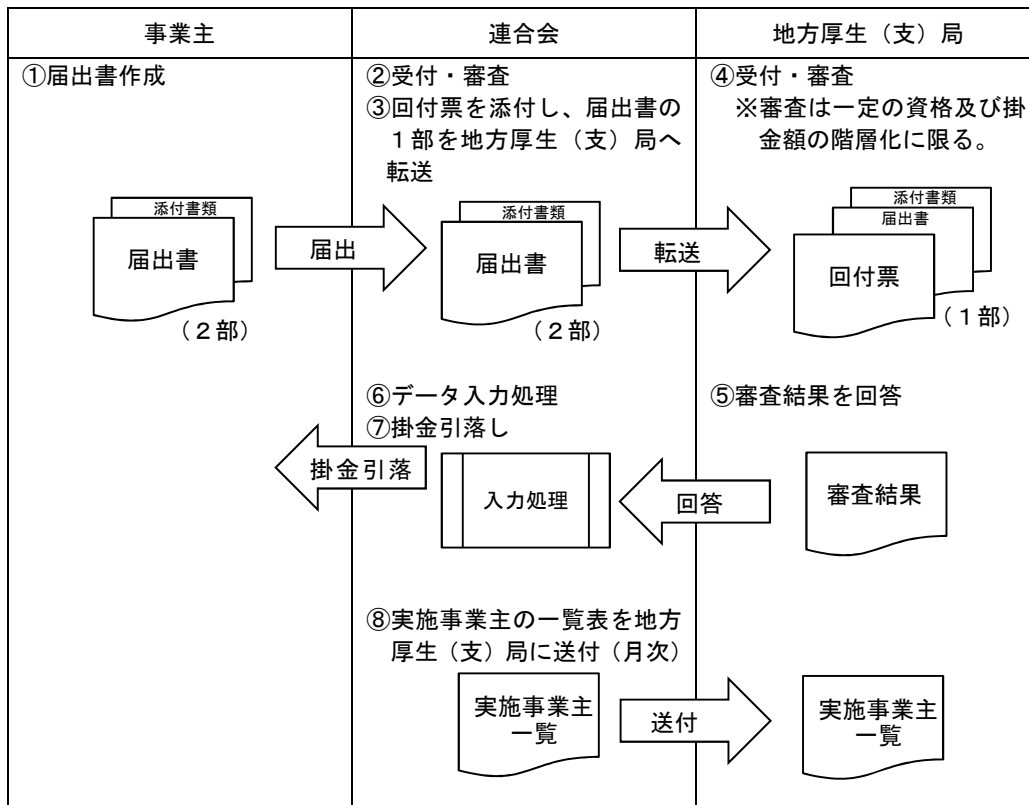 事業主
連合会
地方厚生（支）局
①届出書作成
②受付・審査
③回付票を添付し、届出書の
１部を地方厚生（支）局へ
転送
④受付・審査
※審査は一定の資格及び掛
金額の階層化に限る。
添付書類
届出書
（２部）
届出
添付書類
届出書
（２部）
転送
添付書類
届出書
回付票
（１部）
⑥データ入力処理
⑦掛金引落し
⑤審査結果を回答
掛金引落
入力処理
回答
審査結果
⑧実施事業主の一覧表を地方
厚生（支）局に送付（月次）
実施事業主
一覧
送付
実施事業主
一覧